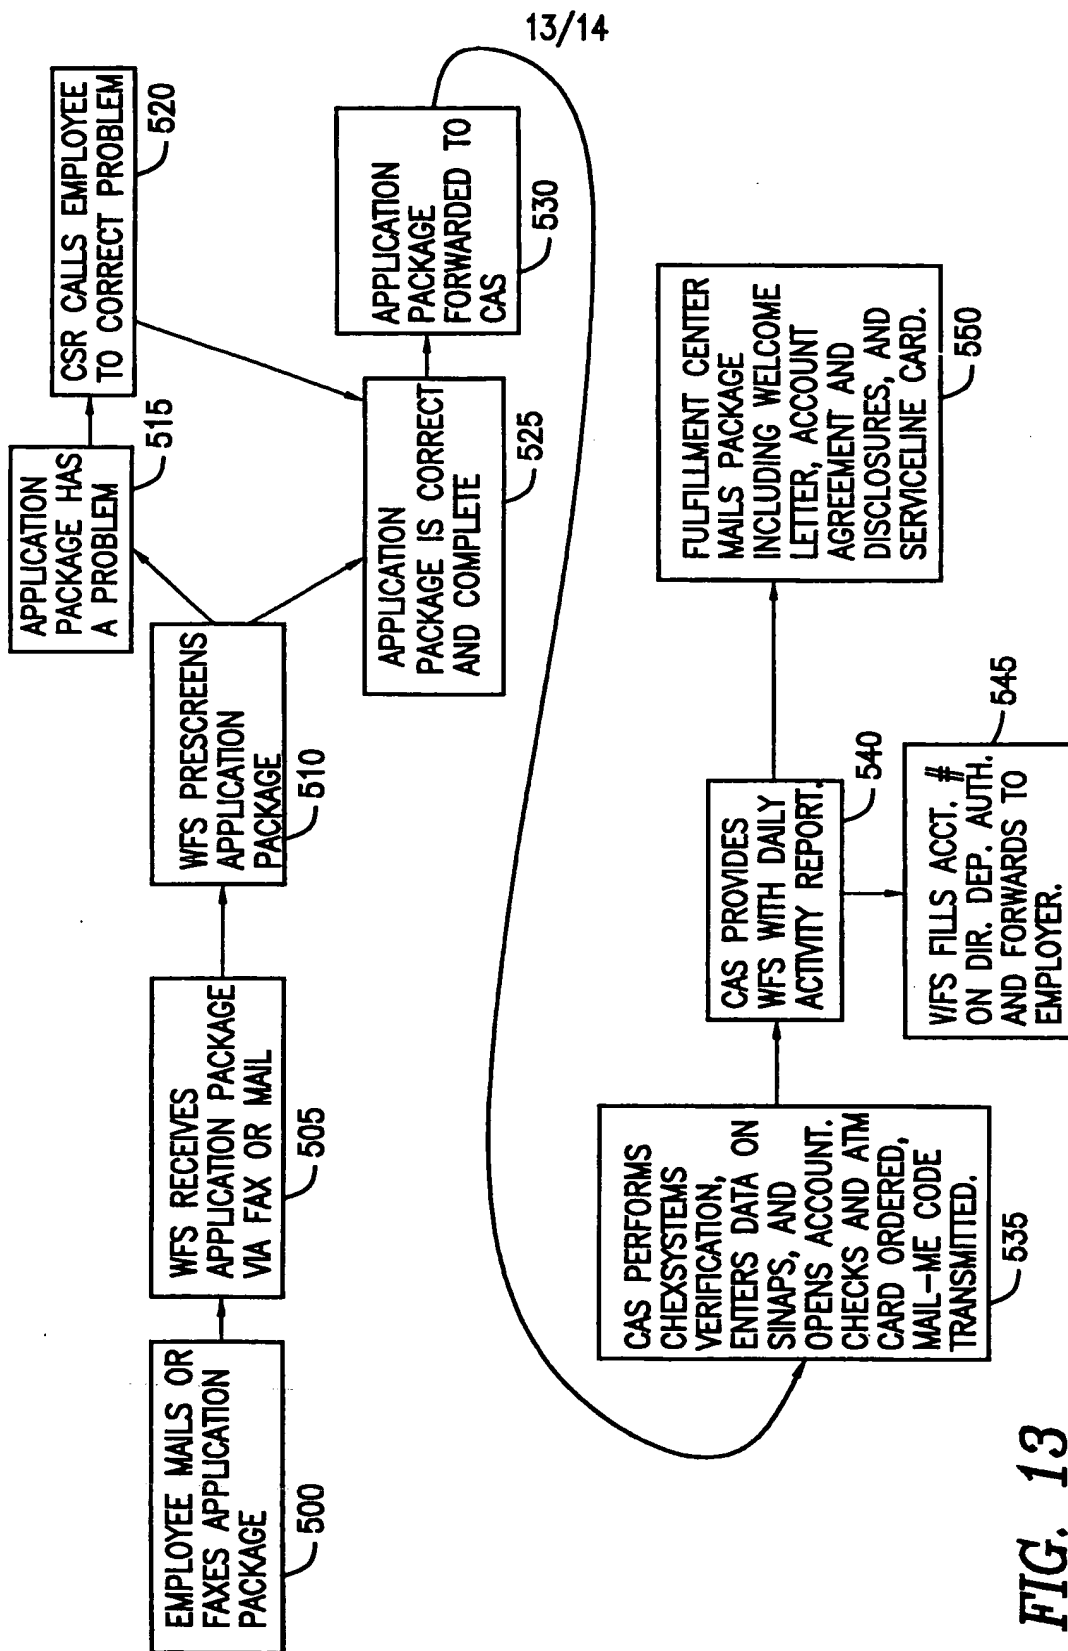 13/14
EMPLOYEE MAILS OR
FAXES APPLICATION
PACKAGE
500
WFS RECEIVES
APPLICATION PACKAGE
VIA FAX OR MAIL
505
WFS PRESCREENS
APPLICATION
PACKAGE
510
APPLICATION
PACKAGE HAS
A PROBLEM
515
CSR CALLS EMPLOYEE
TO CORRECT PROBLEM
520
APPLICATION
PACKAGE IS CORRECT
AND COMPLETE
525
APPLICATION
PACKAGE
FORWARDED TO
CAS
530
CAS PERFORMS
CHEXSYSTEMS
VERIFICATION,
ENTERS DATA ON
SINAPS, AND
OPENS ACCOUNT.
CHECKS AND ATM
CARD ORDERED,
MAIL-ME CODE
TRANSMITTED.
535
CAS PROVIDES
WFS WITH DAILY
ACTIVITY REPORT.
540
WFS FILLS ACCT. #
ON DIR. DEP. AUTH.
AND FORWARDS TO
EMPLOYER.
545
FULFILLMENT CENTER
MAILS PACKAGE
INCLUDING WELCOME
LETTER, ACCOUNT
AGREEMENT AND
DISCLOSURES, AND
SERVICELINE CARD.
550
FIG. 13